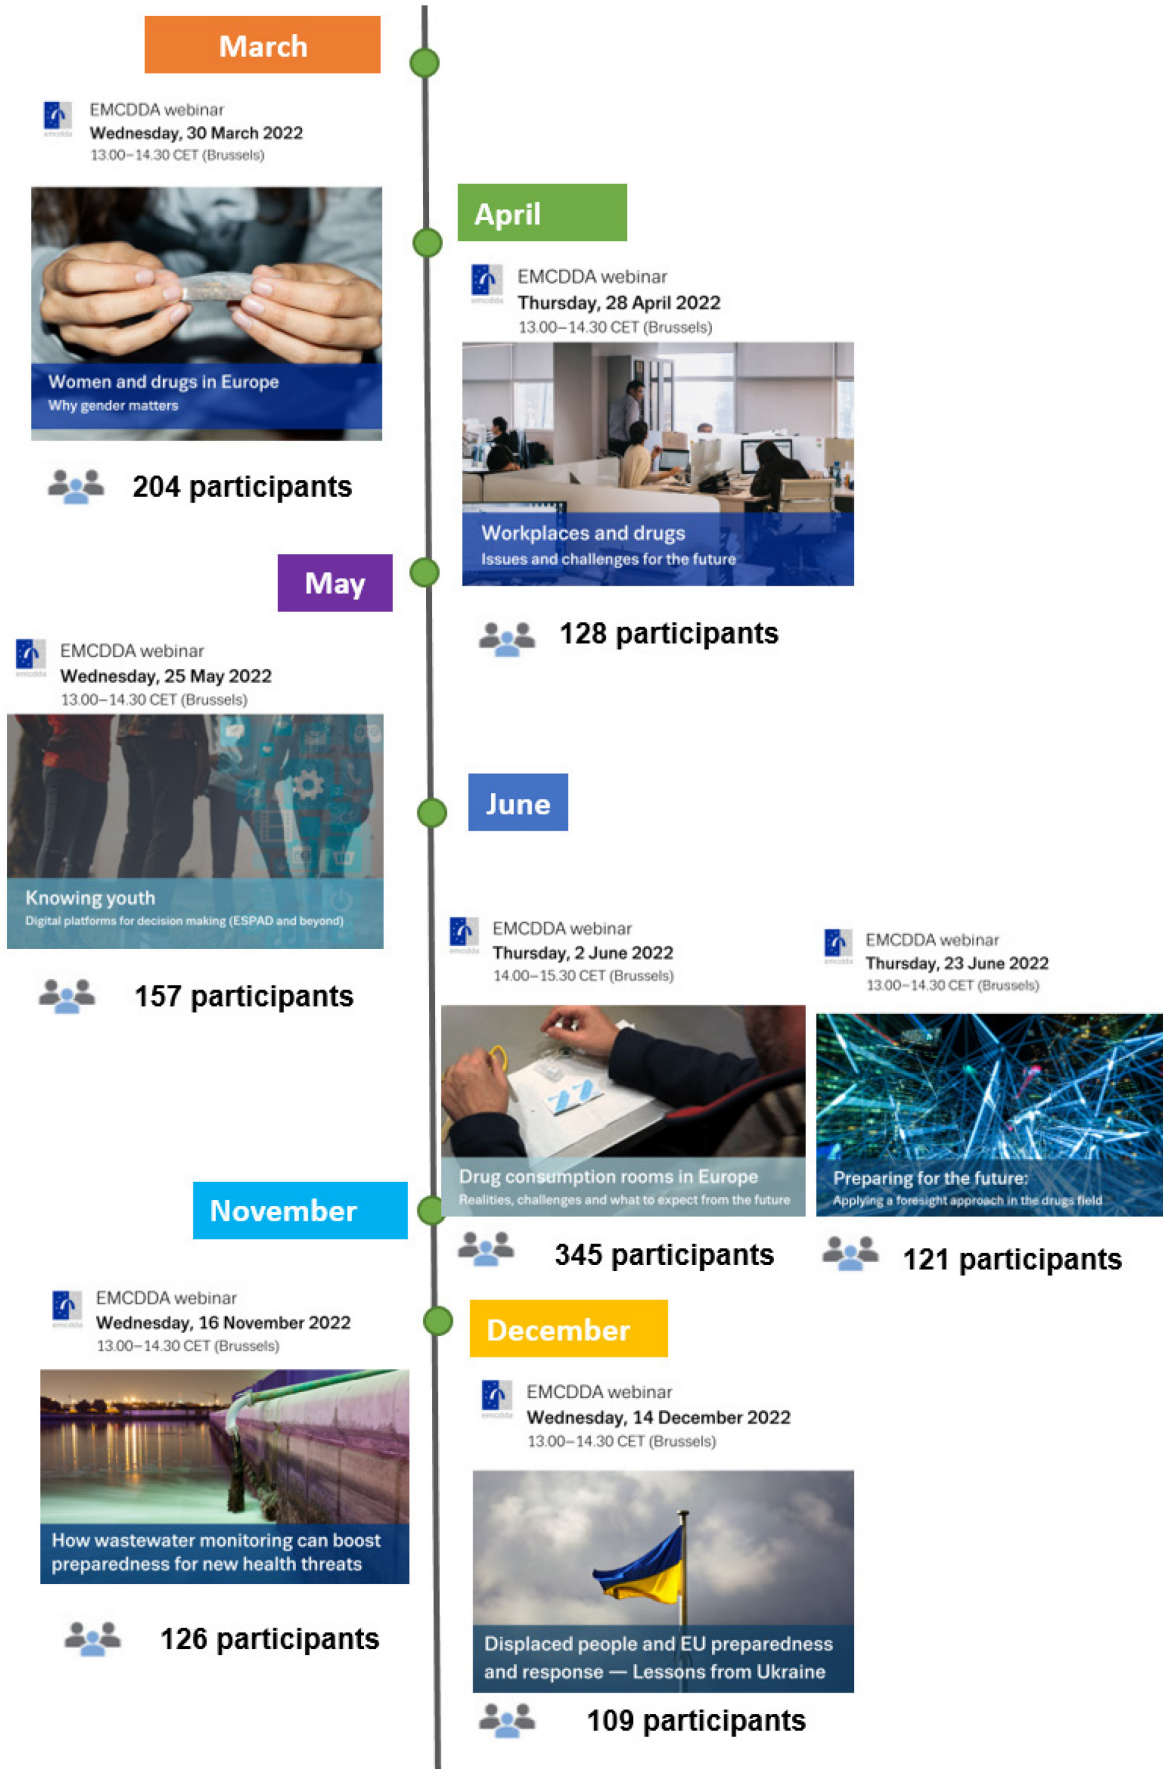 March
EMCDDA webinar
emcdda
Wednesday, 30 March 2022
13.00–14.30 CET (Brussels)
Women and drugs in Europe
Why gender matters
204 participants
April
EMCDDA webinar
emcdda
Thursday, 28 April 2022
13.00–14.30 CET (Brussels)
Workplaces and drugs
Issues and challenges for the future
128 participants
May
EMCDDA webinar
emcdda
Wednesday, 25 May 2022
13.00–14.30 CET (Brussels)
Knowing youth
Digital platforms for decision making (ESPAD and beyond)
157 participants
June
EMCDDA webinar
emcdda
Thursday, 2 June 2022
14.00–15.30 CET (Brussels)
Drug consumption rooms in Europe
Realities, challenges and what to expect from the future
345 participants
EMCDDA webinar
emcdda
Thursday, 23 June 2022
13.00–14.30 CET (Brussels)
Preparing for the future:
Applying a foresight approach in the drugs field
121 participants
November
EMCDDA webinar
emcdda
Wednesday, 16 November 2022
13.00–14.30 CET (Brussels)
How wastewater monitoring can boost
preparedness for new health threats
126 participants
December
EMCDDA webinar
emcdda
Wednesday, 14 December 2022
13.00–14.30 CET (Brussels)
Displaced people and EU preparedness
and response — Lessons from Ukraine
109 participants